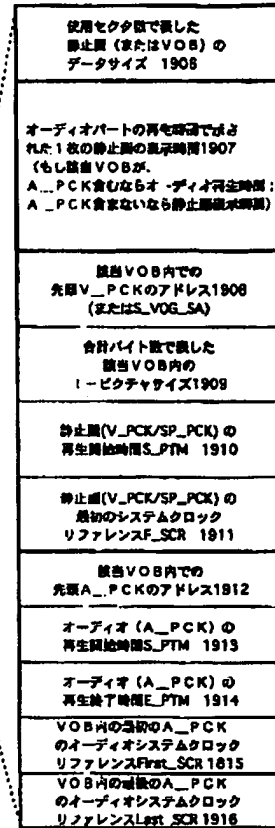 使用セクタ数で表した
静止画（またはVOB）の
データサイズ 1906
オーディオパートの再生時間で示さ
れた1枚の静止画の表示時間1907
（もし該当VOBが、
A＿PCK含むならオ-ディオ再生時間；
A＿PCK含まないなら静止画表示時間）
該当VOB内での
先頭V＿PCKのアドレス1908
（またはS_VOG_SA）
合計バイト数で表した
該当VOB内の
ーピクチャサイズ1909
静止画(V_PCK/SP_PCK)の
再生開始時間S_PTM 1910
静止画(V_PCK/SP_PCK)の
最初のシステムクロック
リファレンスF_SCR 1911
該当VOB内での
先頭A＿PCKのアドレス1912
オーディオ（A＿PCK）の
再生開始時間S_PTM 1913
オーディオ（A＿PCK）の
再生終了時間E_PTM 1914
VOB内の最初のA＿PCK
のオーディオシステムクロック
リファレンスFirst_SCR 1815
VOB内の最後のA＿PCK
のオーディオシステムクロック
リファレンスLast_SCR 1916